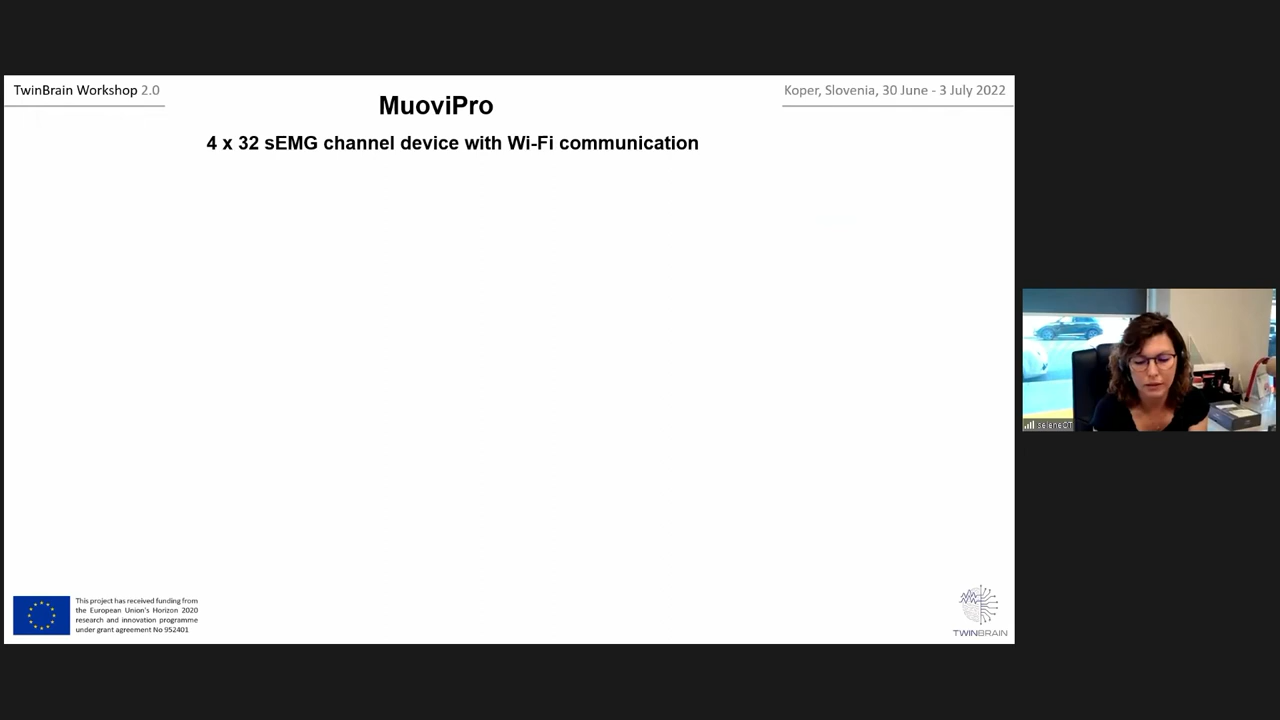 TwinBrain Workshop 2.0
Koper, Slovenia, 30 June - 3 July 2022
MuoviPro
4 x 32 sEMG channel device with Wi-Fi communication
seleneOT
This project has received funding from
the European Union's Horizon 2020
research and innovation programme
under grant agreement No 952401
TWINBRAIN